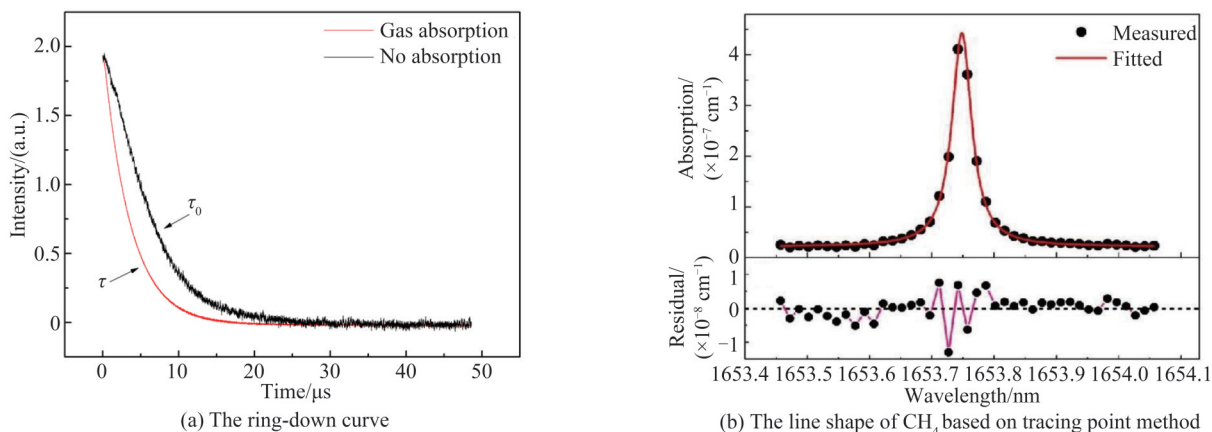 Gas absorption
No absorption
2.0
1.5
1.0
0.5
0
Intensity/(a.u.)
τ₀
τ
0 10 20 30 40 50
Time/μs
(a) The ring-down curve
Measured
Fitted
4
3
2
1
0
Absorption/
(×10⁻⁷ cm⁻¹)
1
0
−1
Residual/
(×10⁻⁸ cm⁻¹)
1653.4 1653.5 1653.6 1653.7 1653.8 1653.9 1654.0 1654.1
Wavelength/nm
(b) The line shape of CH₄ based on tracing point method